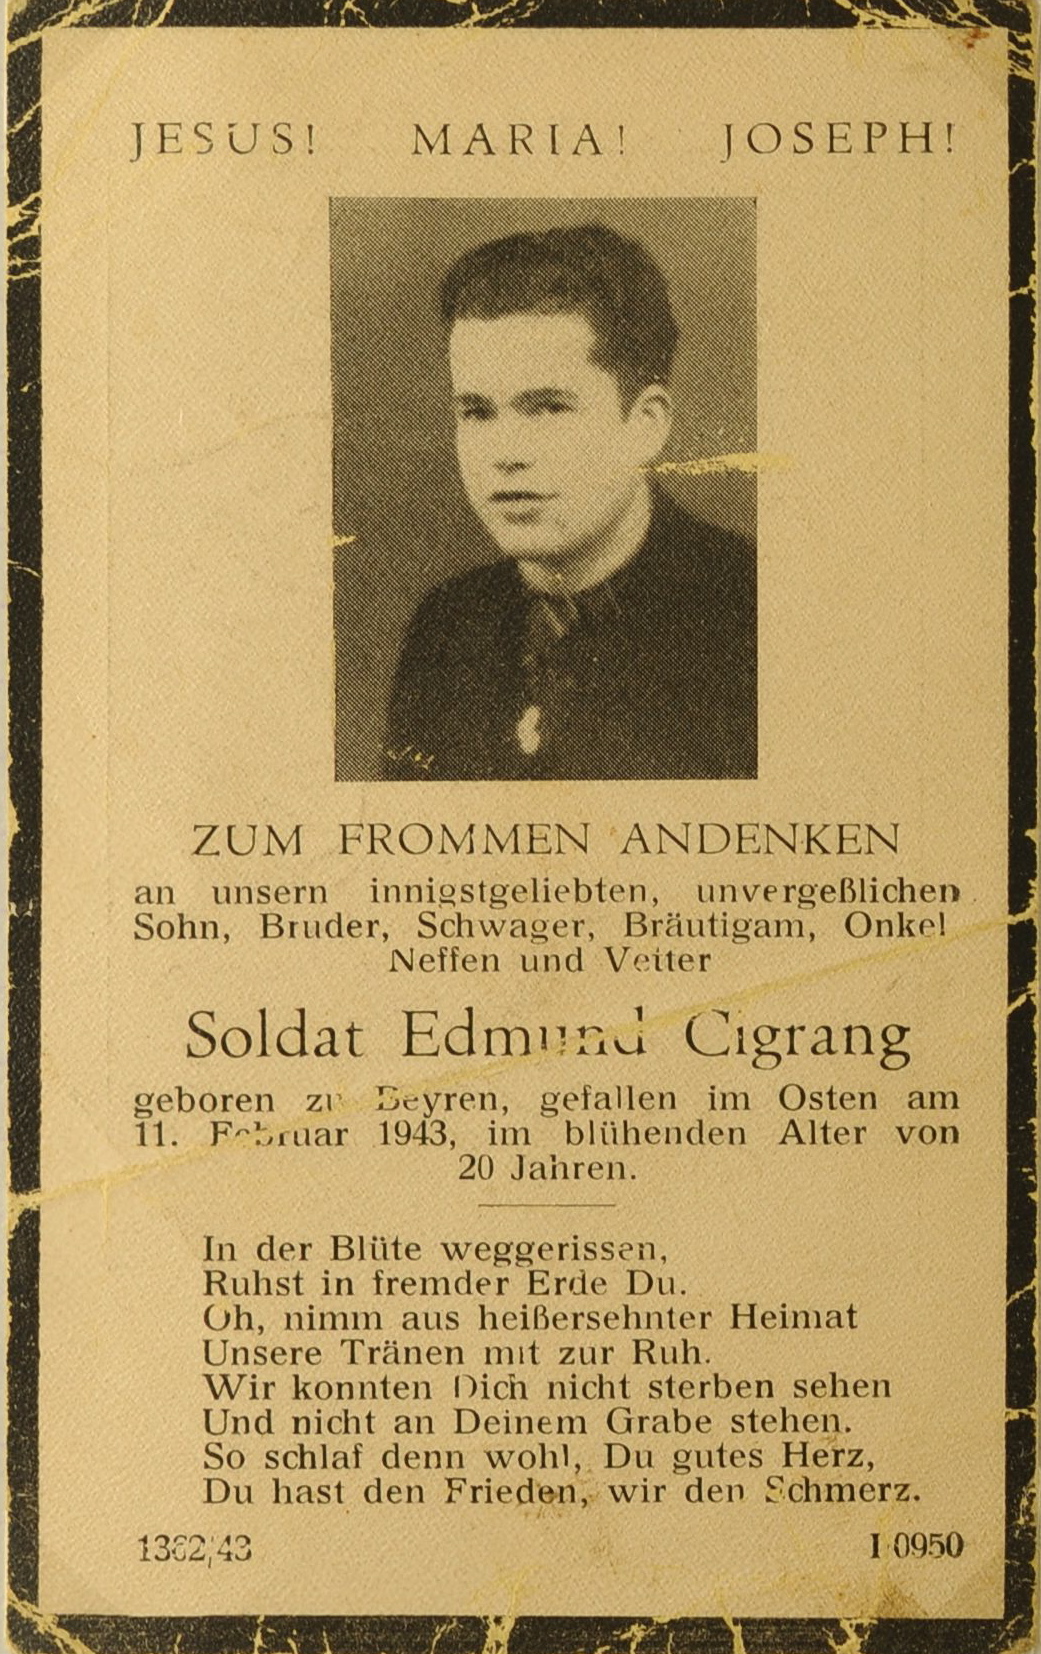 JESUS! MARIA! JOSEPH!
ZUM FROMMEN ANDENKEN
an unsern innigstgeliebten, unvergeßlichen
Sohn, Bruder, Schwager, Bräutigam, Onkel
Neffen und Vetter
Soldat Edmund Cigrang
geboren zu Beyren, gefallen im Osten am
11. Februar 1943, im blühenden Alter von
20 Jahren.
In der Blüte weggerissen,
Ruhst in fremder Erde Du.
Oh, nimm aus heißersehnter Heimat
Unsere Tränen mit zur Ruh.
Wir konnten Dich nicht sterben sehen
Und nicht an Deinem Grabe stehen.
So schlaf denn wohl, Du gutes Herz,
Du hast den Frieden, wir den Schmerz.
I 0950